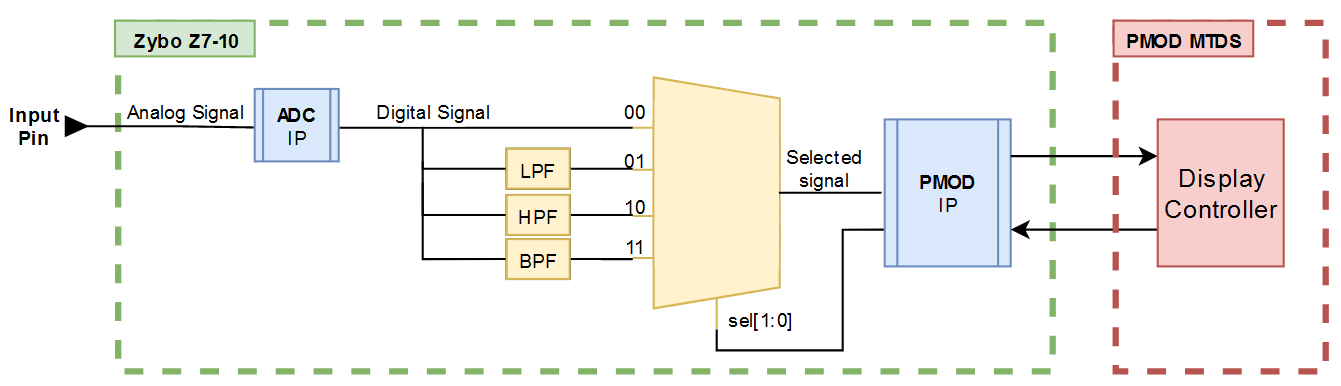 Zybo Z7-10
PMOD MTDS
Input
Pin
Analog Signal
ADC
IP
Digital Signal
00
01
10
11
LPF
HPF
BPF
sel[1:0]
Selected
signal
PMOD
IP
Display
Controller